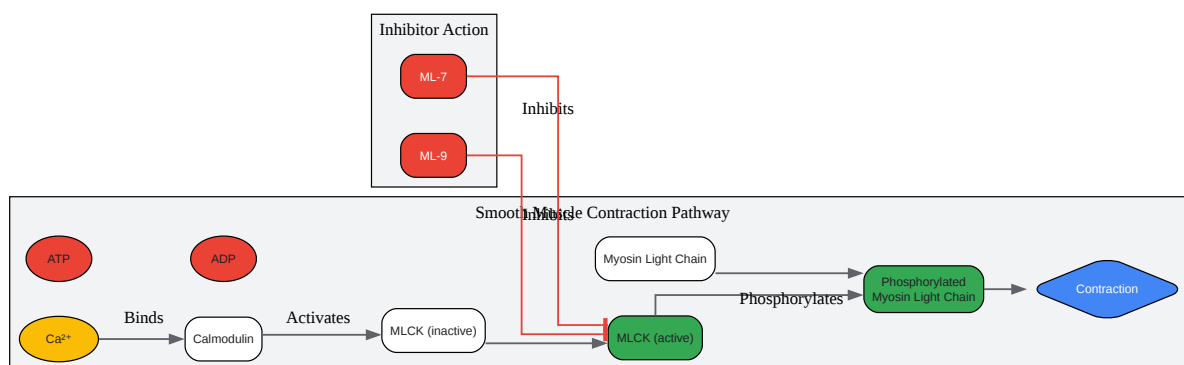 Inhibitor Action
ML-7
Inhibits
ML-9
Smooth Muscle Contraction Pathway
Inhibits
ATP
ADP
Myosin Light Chain
Phosphorylated
Myosin Light Chain
Contraction
Phosphorylates
Binds
Activates
Ca²⁺
Calmodulin
MLCK (inactive)
MLCK (active)